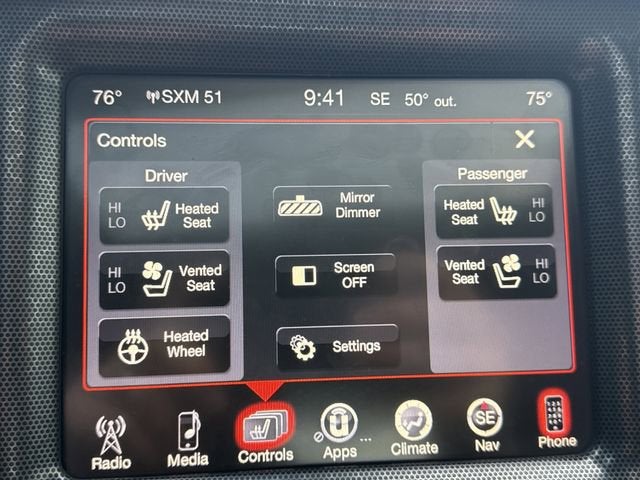 76° SXM 51 9:41 SE 50° out. 75°
Controls
Driver
HI
LO
Heated
Seat
HI
LO
Vented
Seat
Heated
Wheel
Mirror
Dimmer
Screen
OFF
Settings
Passenger
Heated
Seat
HI
LO
Vented
Seat
HI
LO
Radio
Media
Controls
U
Apps
...
Climate
SE
Nav
Phone